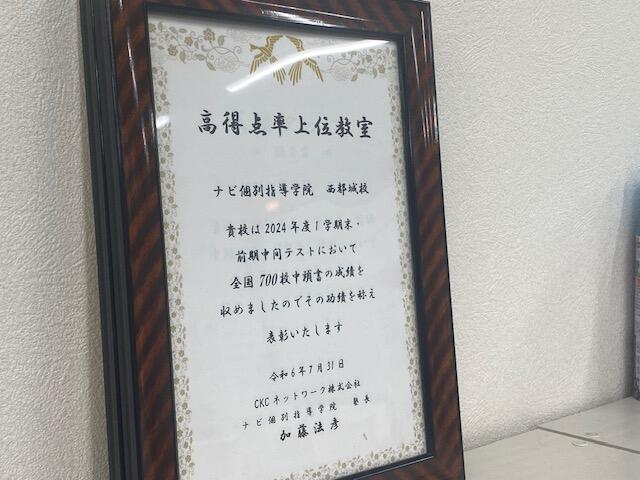 高得点率上位教室
ナビ個別指導学院 西都城校
貴校は2024年度1学期末・
前期中間テストにおいて
全国700校中頭書の成績を
収めましたのでその功績を称え
表彰いたします
令和6年7月31日
CKCネットワーク株式会社
ナビ個別指導学院 塾長
加藤法彦